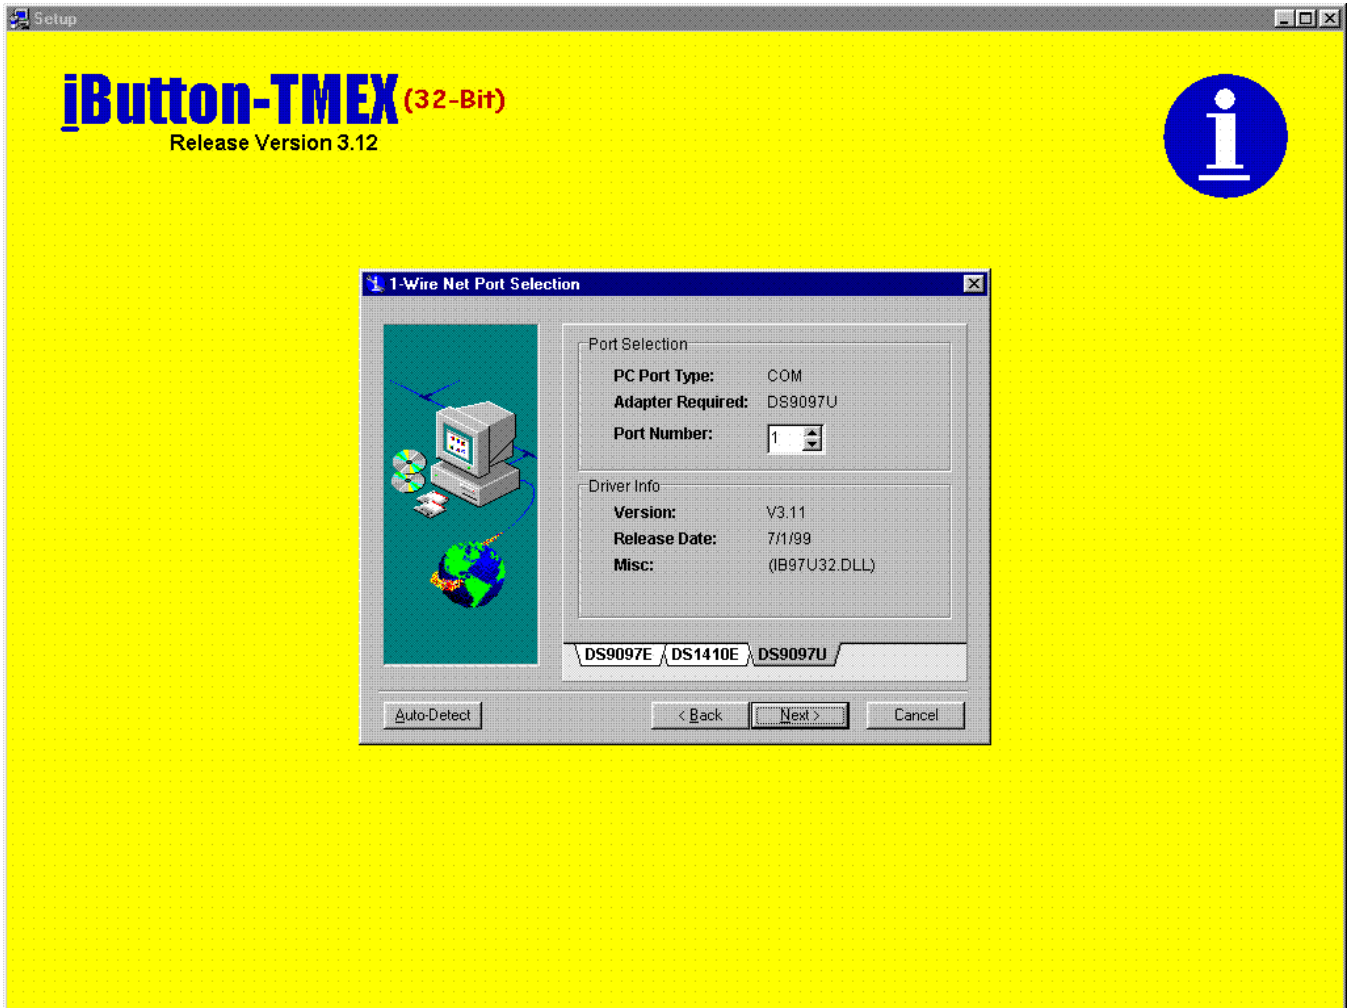 Setup
iButton-TMEX (32-Bit)
Release Version 3.12
1-Wire Net Port Selection
Port Selection
PC Port Type: COM
Adapter Required: DS9097U
Port Number: 1
Driver Info
Version: V3.11
Release Date: 7/1/99
Misc: (IB97U32.DLL)
DS9097E DS1410E DS9097U
Auto-Detect < Back Next > Cancel